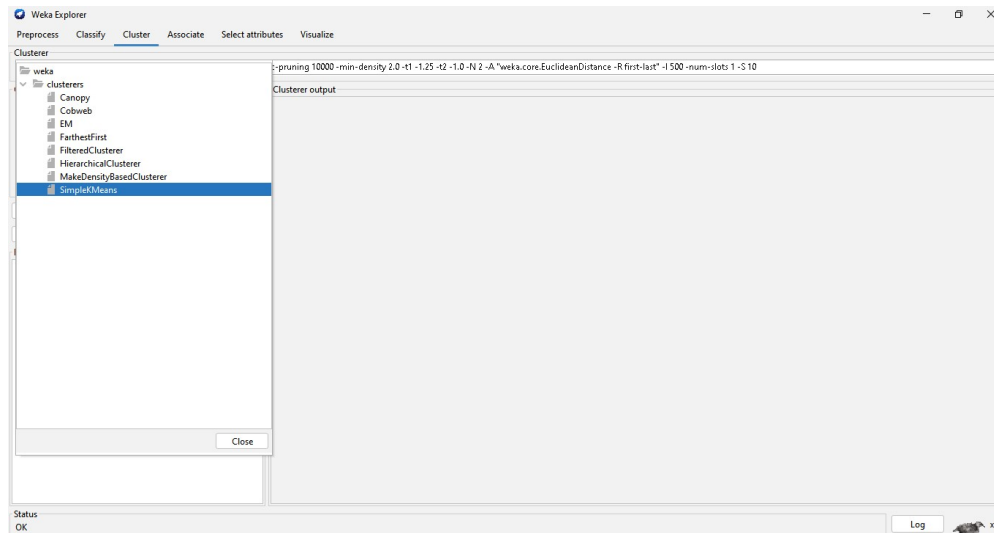 Weka Explorer
Preprocess Classify Cluster Associate Select attributes Visualize
Clusterer
-pruning 10000 -min-density 2.0 -t1 -1.25 -t2 -1.0 -N 2 -A "weka.core.EuclideanDistance -R first-last" -I 500 -num-slots 1 -S 10
weka
clusterers
Canopy
Cobweb
EM
FarthestFirst
FilteredClusterer
HierarchicalClusterer
MakeDensityBasedClusterer
SimpleKMeans
Close
Clusterer output
Status
OK
Log
x